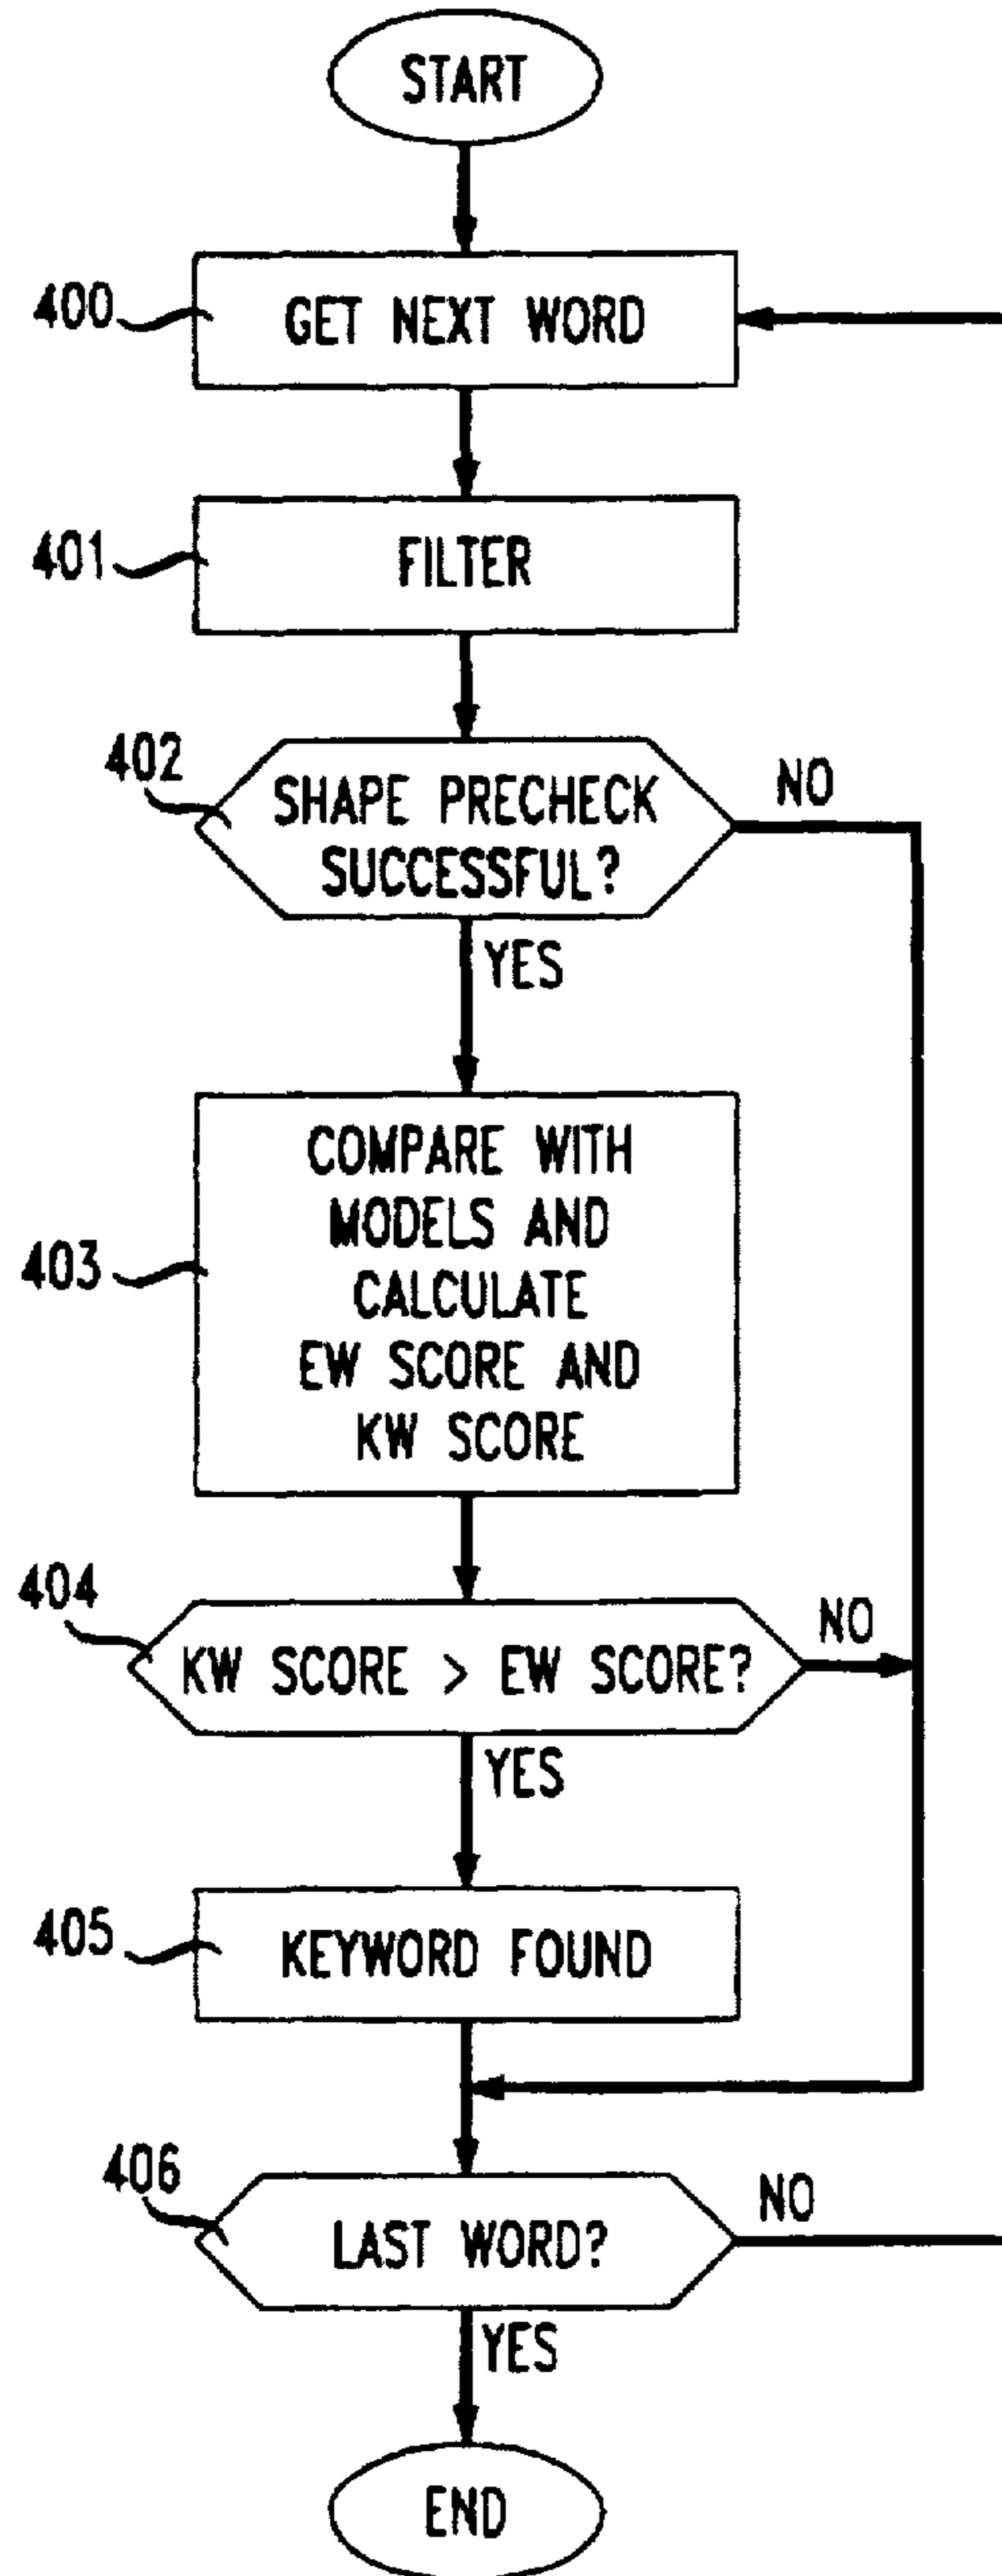 START
400
GET NEXT WORD
401
FILTER
402
SHAPE PRECHECK
SUCCESSFUL?
NO
YES
403
COMPARE WITH
MODELS AND
CALCULATE
EW SCORE AND
KW SCORE
404
KW SCORE > EW SCORE?
NO
YES
405
KEYWORD FOUND
406
LAST WORD?
NO
YES
END